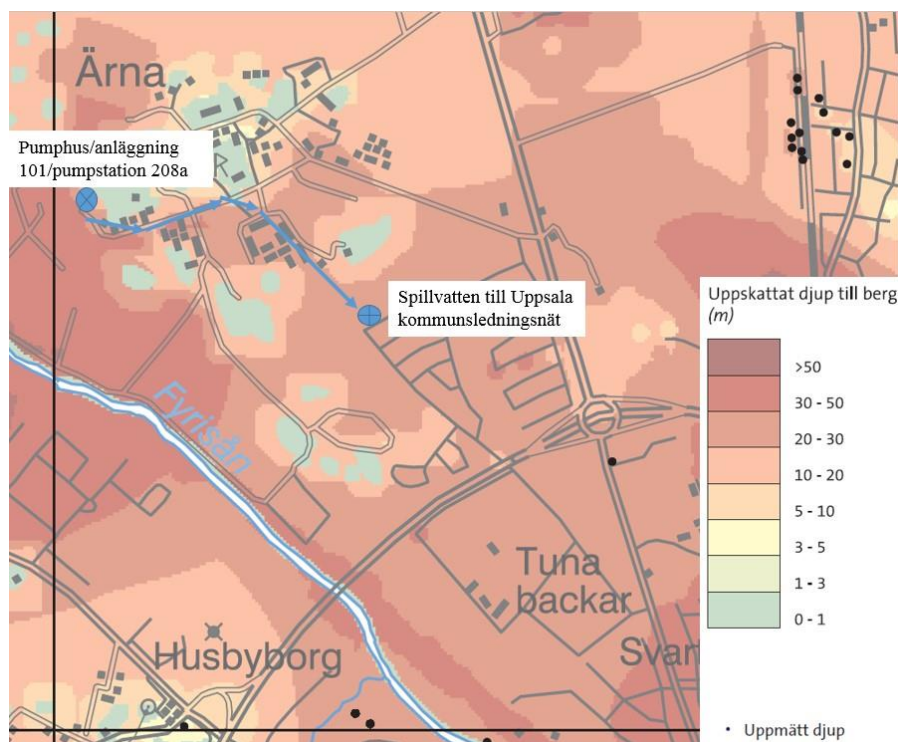 Ärna
Pumphus/anläggning
101/pumpstation 208a
Spillvatten till Uppsala
kommunsledningsnät
Fyrisån
Tuna
backar
Husbyborg
Svart
Uppskattat djup till berg
(m)
>50
30 - 50
20 - 30
10 - 20
5 - 10
3 - 5
1 - 3
0 - 1
Uppmätt djup